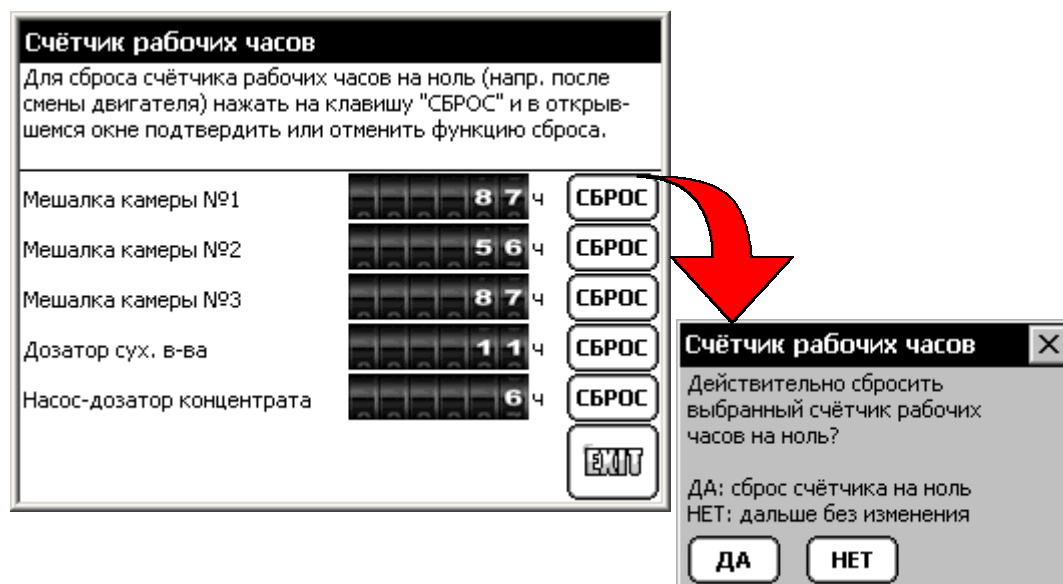 Счётчик рабочих часов
Для сброса счётчика рабочих часов на ноль (напр. после
смены двигателя) нажать на клавишу "СБРОС" и в открыв-
шемся окне подтвердить или отменить функцию сброса.
Мешалка камеры №1 87 ч СБРОС
Мешалка камеры №2 56 ч СБРОС
Мешалка камеры №3 87 ч СБРОС
Дозатор сух. в-ва 11 ч СБРОС
Насос-дозатор концентрата 6 ч СБРОС
EXIT
Счётчик рабочих часов
Действительно сбросить
выбранный счётчик рабочих
часов на ноль?
ДА: сброс счётчика на ноль
НЕТ: дальше без изменения
ДА НЕТ